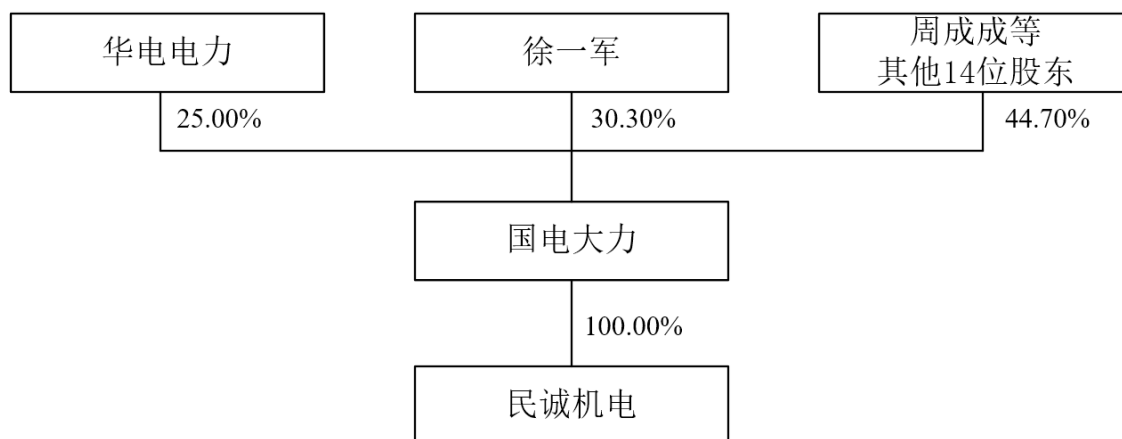 华电电力
徐一军
周成成等
其他14位股东
25.00%
30.30%
44.70%
国电大力
100.00%
民诚机电